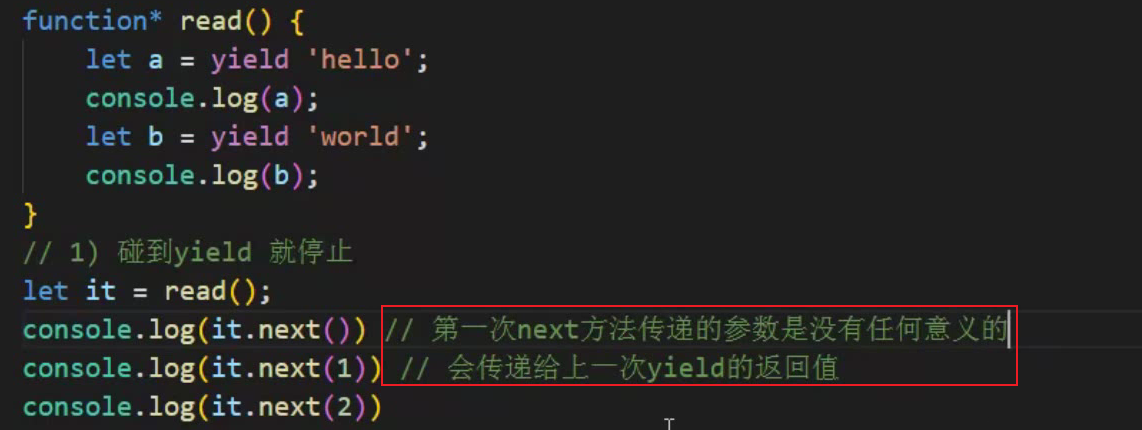 function* read() {
let a = yield 'hello';
console.log(a);
let b = yield 'world';
console.log(b);
}
// 1) 碰到yield 就停止
let it = read();
console.log(it.next()) // 第一次next方法传递的参数是没有任何意义的
console.log(it.next(1)) // 会传递给上一次yield的返回值
console.log(it.next(2))